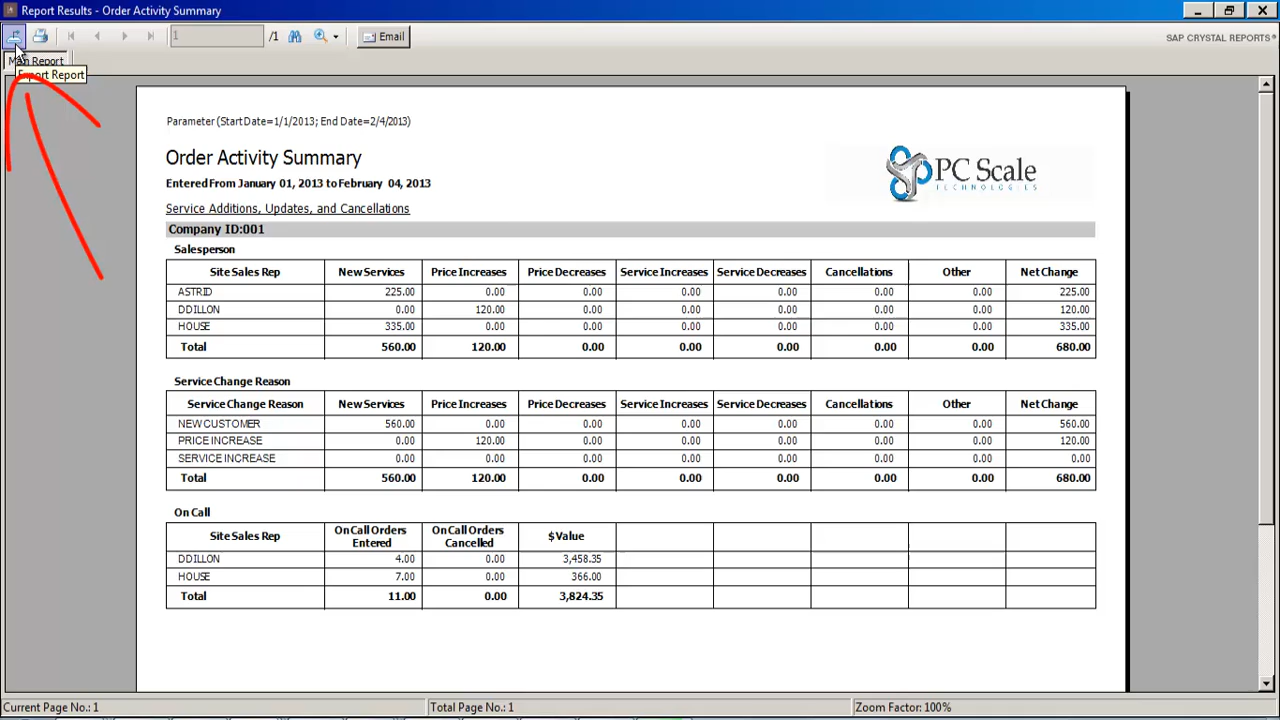 Report Results - Order Activity Summary
1 /1 Email
SAP CRYSTAL REPORTS®
Main Report
Export Report
Parameter (Start Date=1/1/2013; End Date=2/4/2013)
Order Activity Summary
PC Scale
TECHNOLOGIES
Entered From January 01, 2013 to February 04, 2013
Service Additions, Updates, and Cancellations
Company ID:001
Salesperson
Site Sales Rep New Services Price Increases Price Decreases Service Increases Service Decreases Cancellations Other Net Change
ASTRID 225.00 0.00 0.00 0.00 0.00 0.00 0.00 225.00
DDILLON 0.00 120.00 0.00 0.00 0.00 0.00 0.00 120.00
HOUSE 335.00 0.00 0.00 0.00 0.00 0.00 0.00 335.00
Total 560.00 120.00 0.00 0.00 0.00 0.00 0.00 680.00
Service Change Reason
Service Change Reason New Services Price Increases Price Decreases Service Increases Service Decreases Cancellations Other Net Change
NEW CUSTOMER 560.00 0.00 0.00 0.00 0.00 0.00 0.00 560.00
PRICE INCREASE 0.00 120.00 0.00 0.00 0.00 0.00 0.00 120.00
SERVICE INCREASE 0.00 0.00 0.00 0.00 0.00 0.00 0.00 0.00
Total 560.00 120.00 0.00 0.00 0.00 0.00 0.00 680.00
On Call
Site Sales Rep On Call Orders Entered On Call Orders Cancelled $ Value
DDILLON 4.00 0.00 3,458.35
HOUSE 7.00 0.00 366.00
Total 11.00 0.00 3,824.35
Current Page No.: 1 Total Page No.: 1 Zoom Factor: 100%